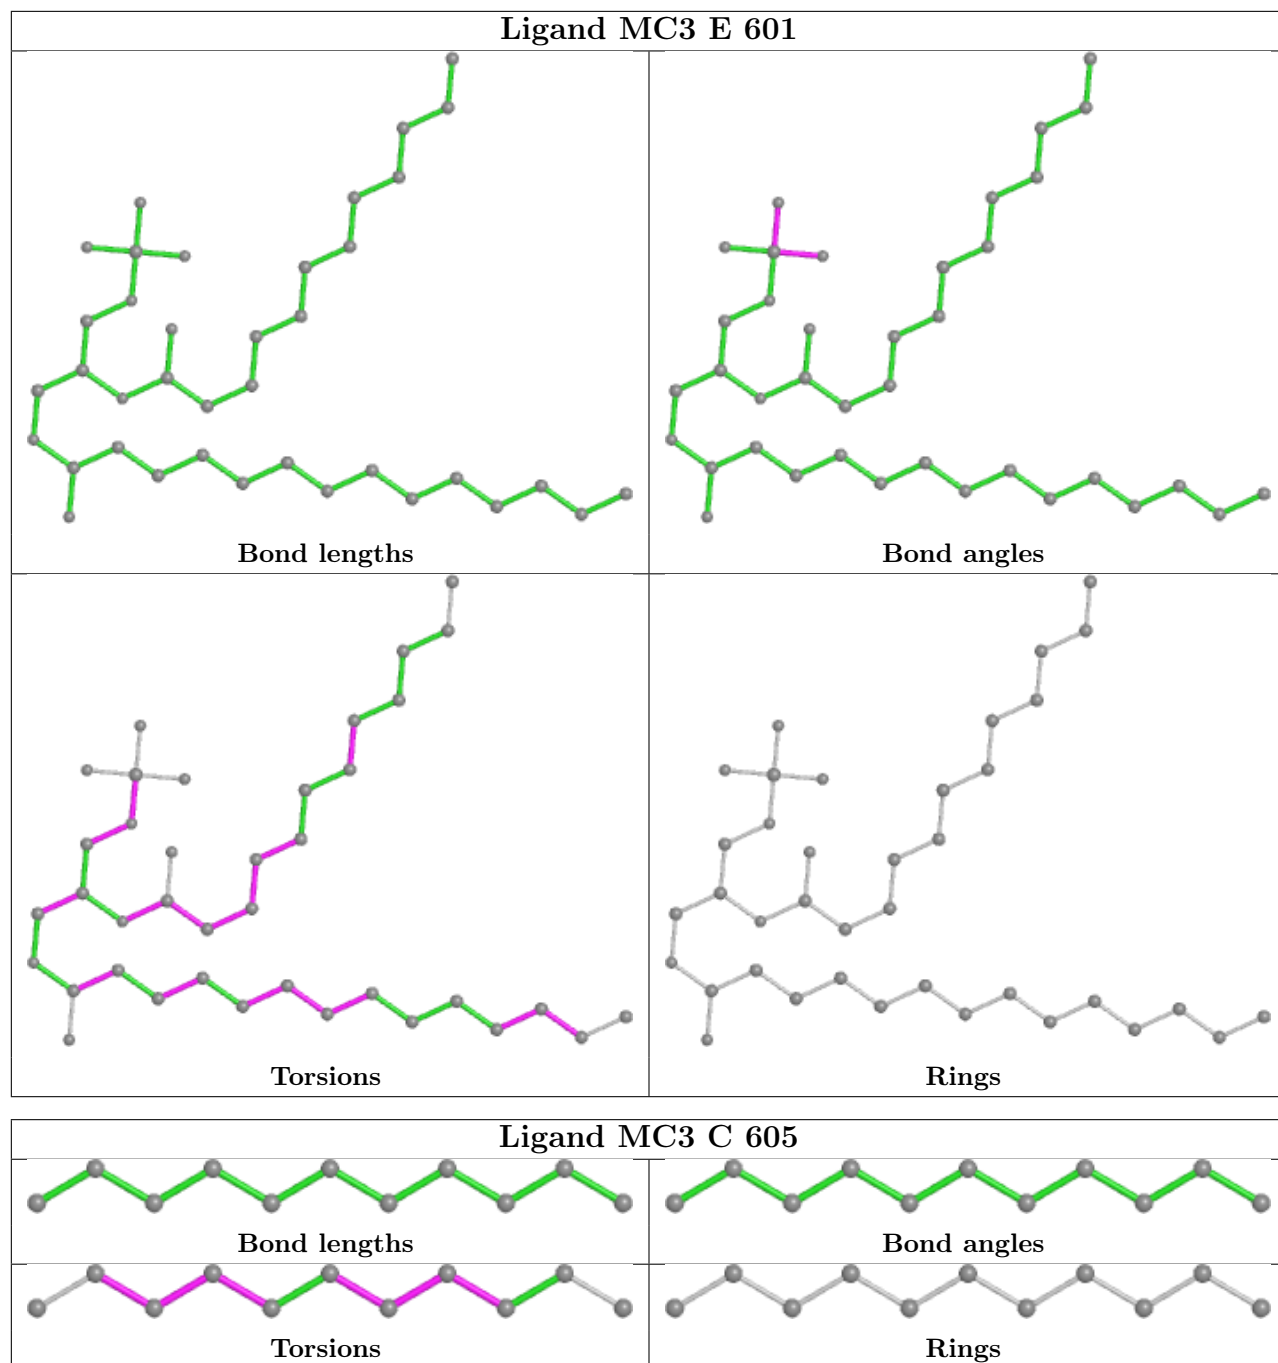 Ligand MC3 E 601
Bond lengths
Bond angles
Torsions
Rings
Ligand MC3 C 605
Bond lengths
Bond angles
Torsions
Rings